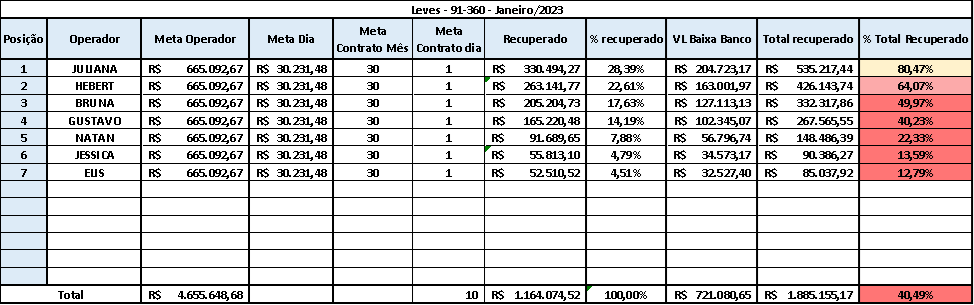 Leves - 91-360 - Janeiro/2023
Posição Operador Meta Operador Meta Dia Meta Contrato Mês Meta Contrato dia Recuperado % recuperado VL Baixa Banco Total recuperado % Total Recuperado
1 JULIANA R$ 665.092,67 R$ 30.231,48 30 1 R$ 330.494,27 28,39% R$ 204.723,17 R$ 535.217,44 80,47%
2 HEBERT R$ 665.092,67 R$ 30.231,48 30 1 R$ 263.141,77 22,61% R$ 163.001,97 R$ 426.143,74 64,07%
3 BRUNA R$ 665.092,67 R$ 30.231,48 30 1 R$ 205.204,73 17,63% R$ 127.113,13 R$ 332.317,86 49,97%
4 GUSTAVO R$ 665.092,67 R$ 30.231,48 30 1 R$ 165.220,48 14,19% R$ 102.345,07 R$ 267.565,55 40,23%
5 NATAN R$ 665.092,67 R$ 30.231,48 30 1 R$ 91.689,65 7,88% R$ 56.796,74 R$ 148.486,39 22,33%
6 JESSICA R$ 665.092,67 R$ 30.231,48 30 1 R$ 55.813,10 4,79% R$ 34.573,17 R$ 90.386,27 13,59%
7 ELIS R$ 665.092,67 R$ 30.231,48 30 1 R$ 52.510,52 4,51% R$ 32.527,40 R$ 85.037,92 12,79%
Total R$ 4.655.648,68 10 R$ 1.164.074,52 100,00% R$ 721.080,65 R$ 1.885.155,17 40,49%